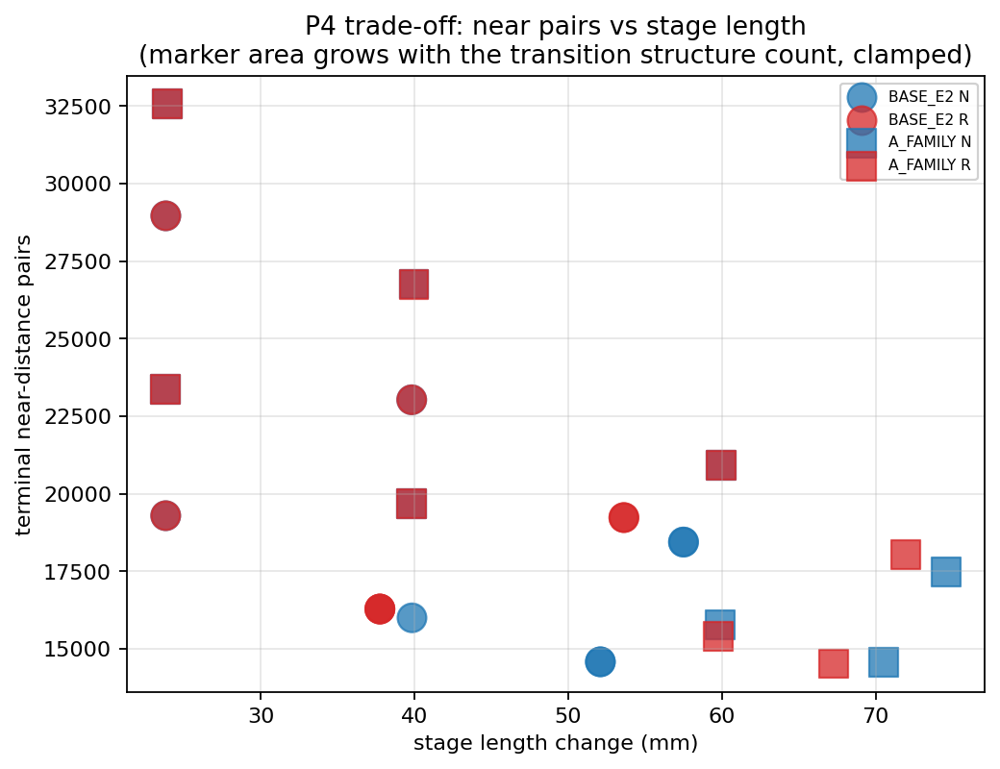 P4 trade-off: near pairs vs stage length
(marker area grows with the transition structure count, clamped)
BASE_E2 N
BASE_E2 R
A_FAMILY N
A_FAMILY R
terminal near-distance pairs
32500
30000
27500
25000
22500
20000
17500
15000
30 40 50 60 70
stage length change (mm)